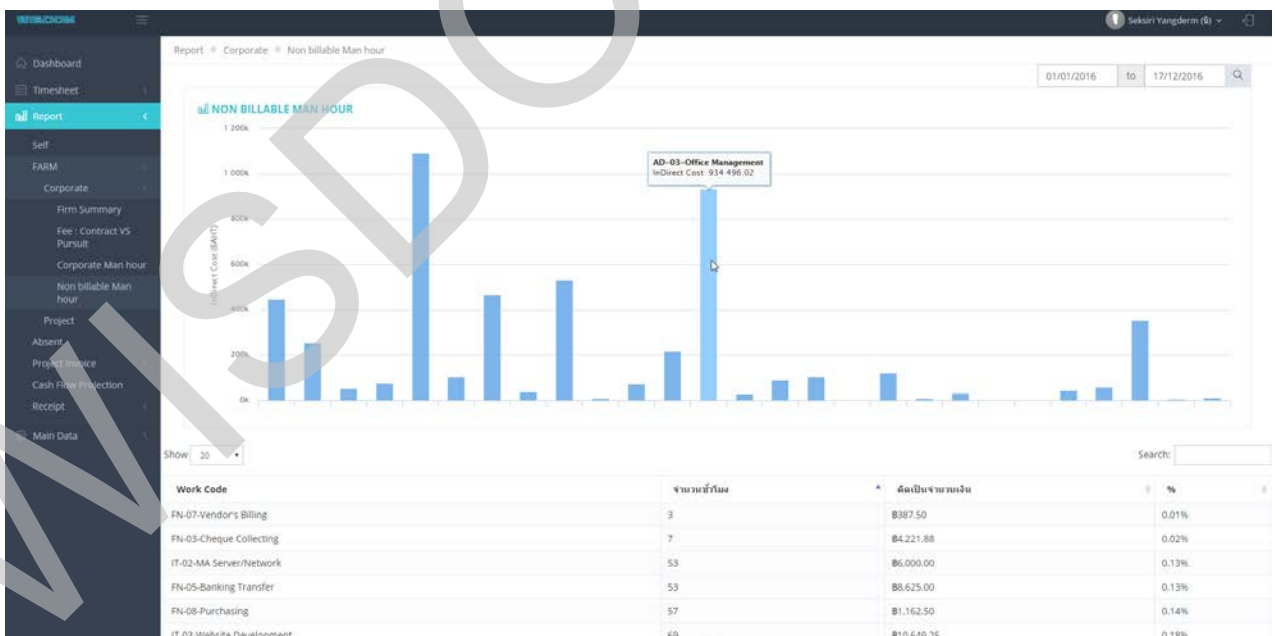 WISDOM
Seksiri Yangderm (พี่)
Report Corporate Non billable Man hour
Dashboard
Timesheet
Report
Self
FARM
Corporate
Firm Summary
Fee : Contract VS
Pursuit
Corporate Man hour
Non billable Man
hour
Project
Absent
Project Invoice
Cash Flow Projection
Receipt
Main Data
01/01/2016 to 17/12/2016
NON BILLABLE MAN HOUR
1 200k
1 000k
800k
600k
400k
200k
0k
InDirect Cost (BAHT)
AD-03-Office Management
InDirect Cost: 934 496.02
Show 20
Search:
Work Code จำนวนชั่วโมง คิดเป็นจำนวนเงิน %
FN-07-Vendor's Billing 3 ฿387.50 0.01%
FN-03-Cheque Collecting 7 ฿4,221.88 0.02%
IT-02-MA Server/Network 53 ฿6,000.00 0.13%
FN-05-Banking Transfer 53 ฿8,625.00 0.13%
FN-08-Purchasing 57 ฿1,162.50 0.14%
IT-03-Website Development 69 ฿10,649.25 0.18%